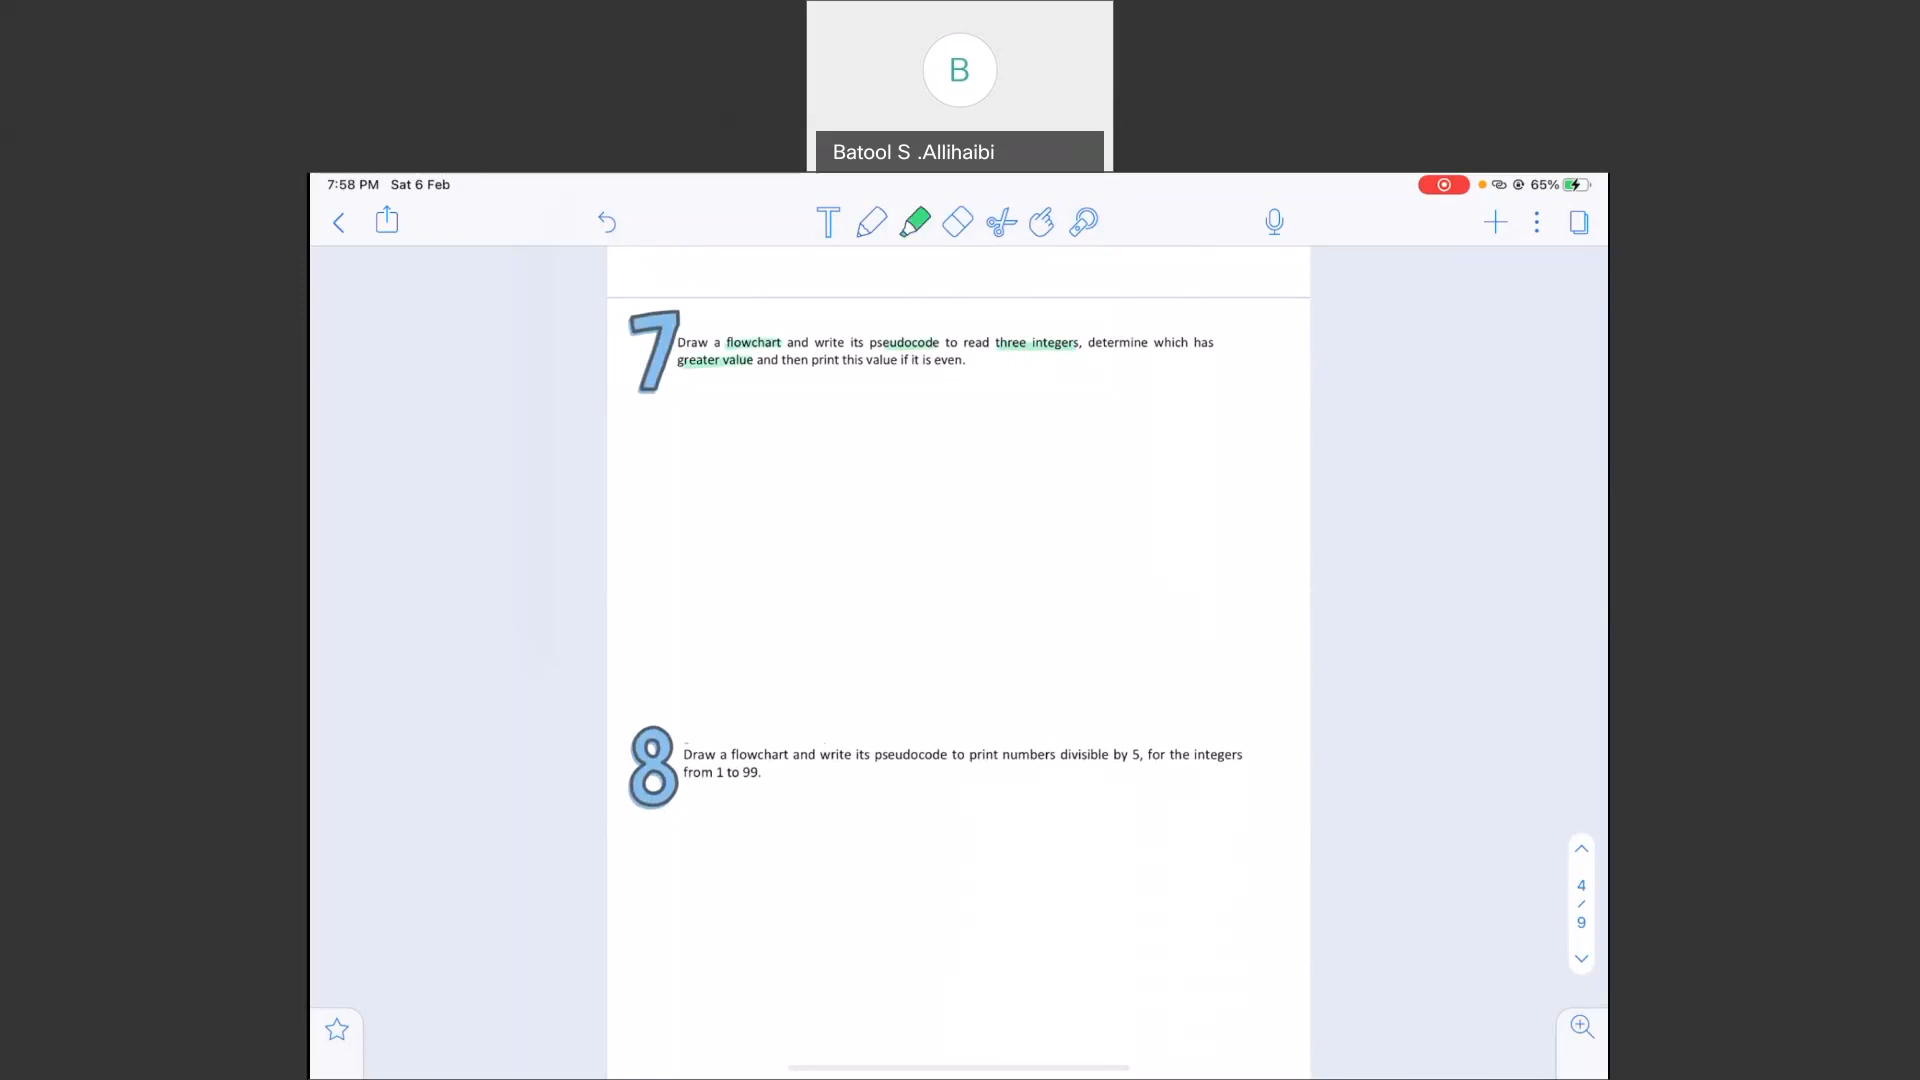 B
Batool S .Allihaibi
7:58 PM Sat 6 Feb
65%
T
7
Draw a flowchart and write its pseudocode to read three integers, determine which has
greater value and then print this value if it is even.
8
Draw a flowchart and write its pseudocode to print numbers divisible by 5, for the integers
from 1 to 99.
4
/
9